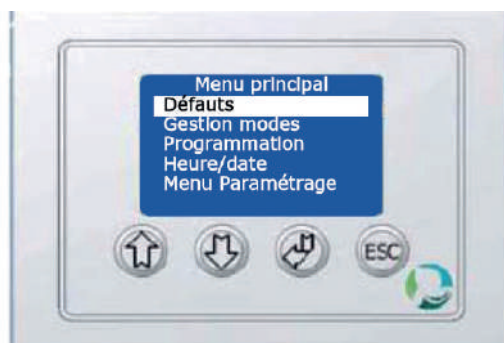 Menu principal
Défauts
Gestion modes
Programmation
Heure/date
Menu Paramétrage
ESC